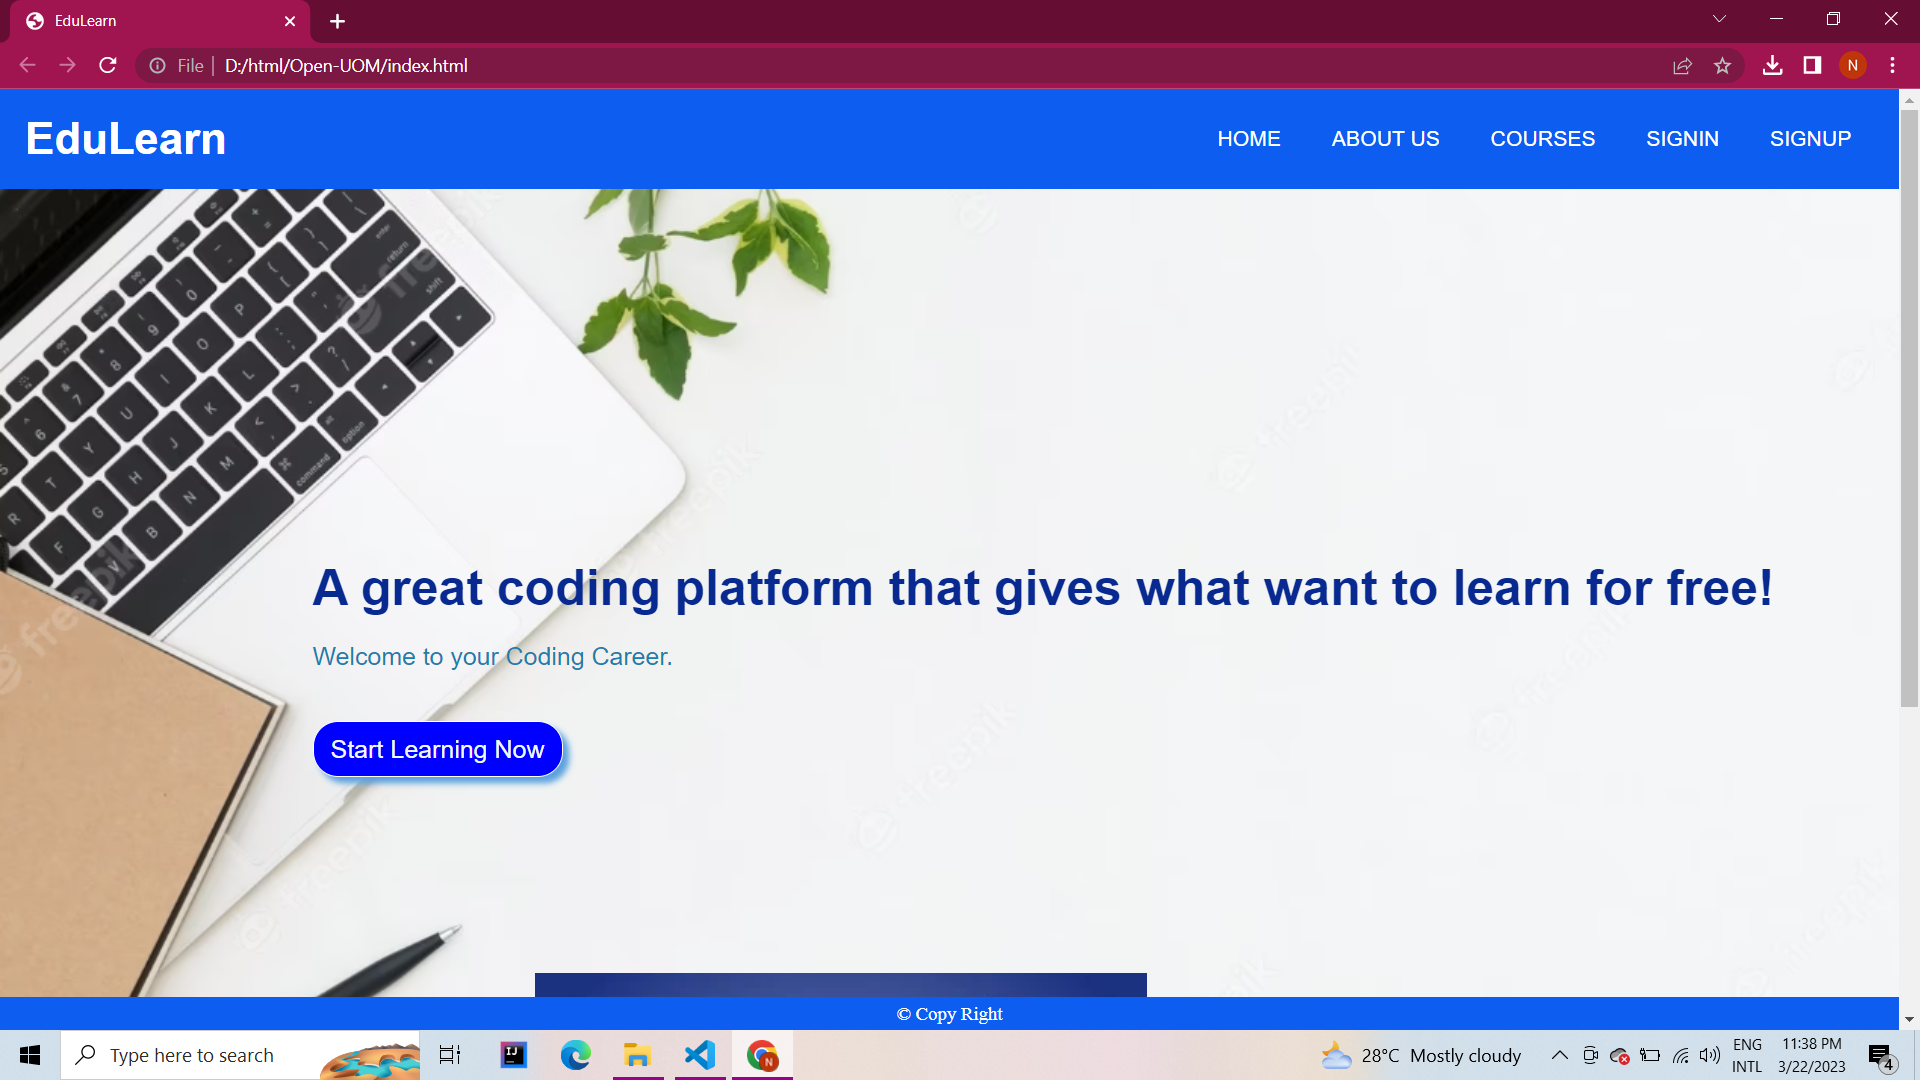 EduLearn
File
D:/html/Open-UOM/index.html
N
EduLearn
HOME ABOUT US COURSES SIGNIN SIGNUP
freepik
A great coding platform that gives what want to learn for free!
Welcome to your Coding Career.
Start Learning Now
© Copy Right
Type here to search
IJ
N
28°C Mostly cloudy
ENG
INTL
11:38 PM
3/22/2023
4